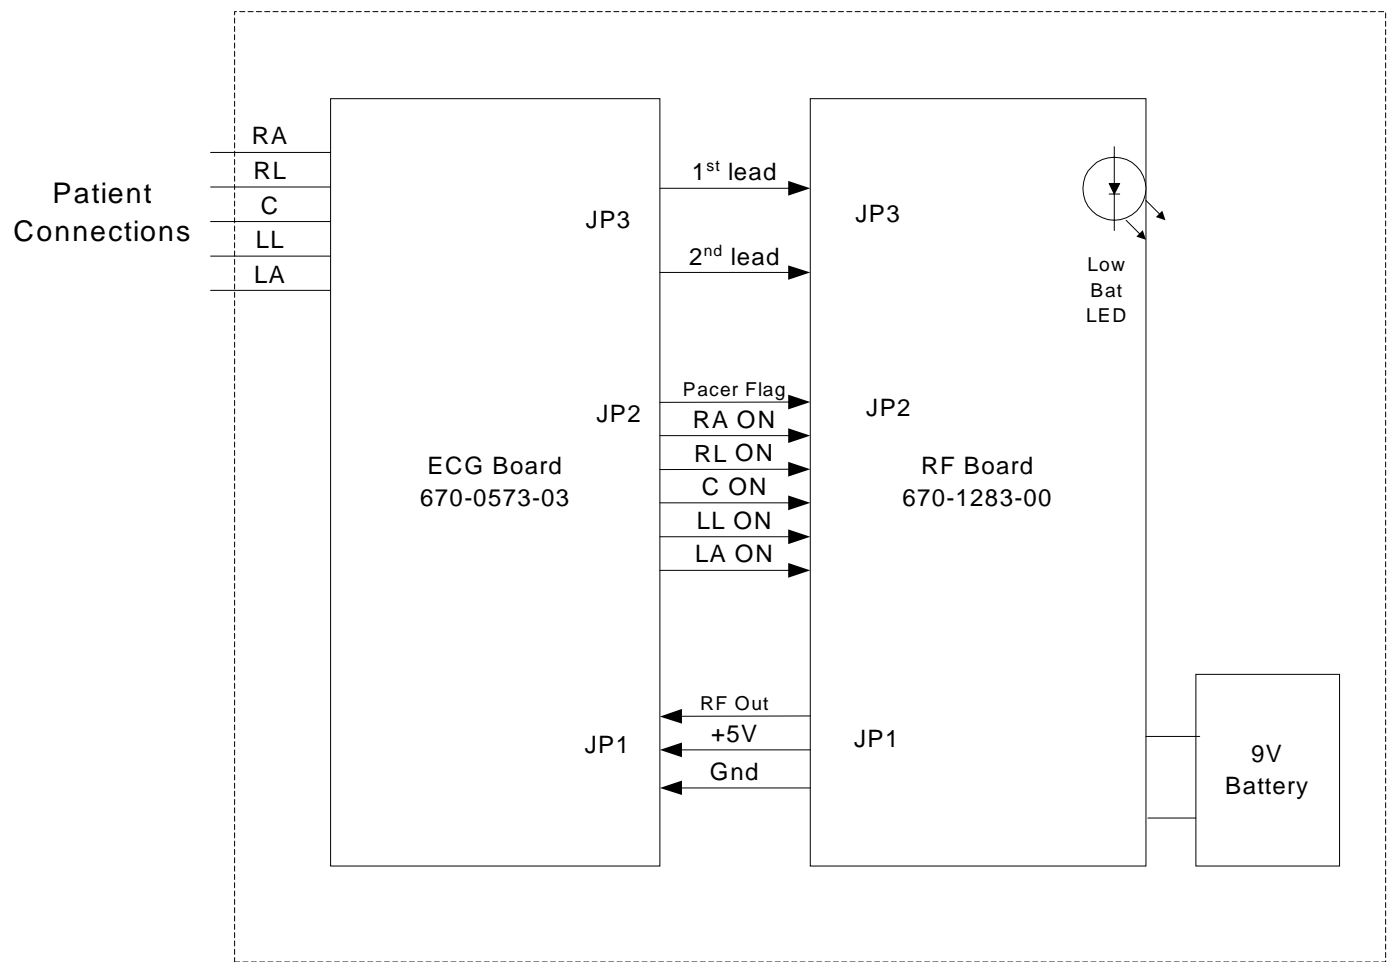 Patient
Connections
RA
RL
C
LL
LA
JP3
JP2
ECG Board
670-0573-03
JP1
1st lead
2nd lead
Pacer Flag
RA ON
RL ON
C ON
LL ON
LA ON
RF Out
+5V
Gnd
JP3
JP2
RF Board
670-1283-00
JP1
Low
Bat
LED
9V
Battery